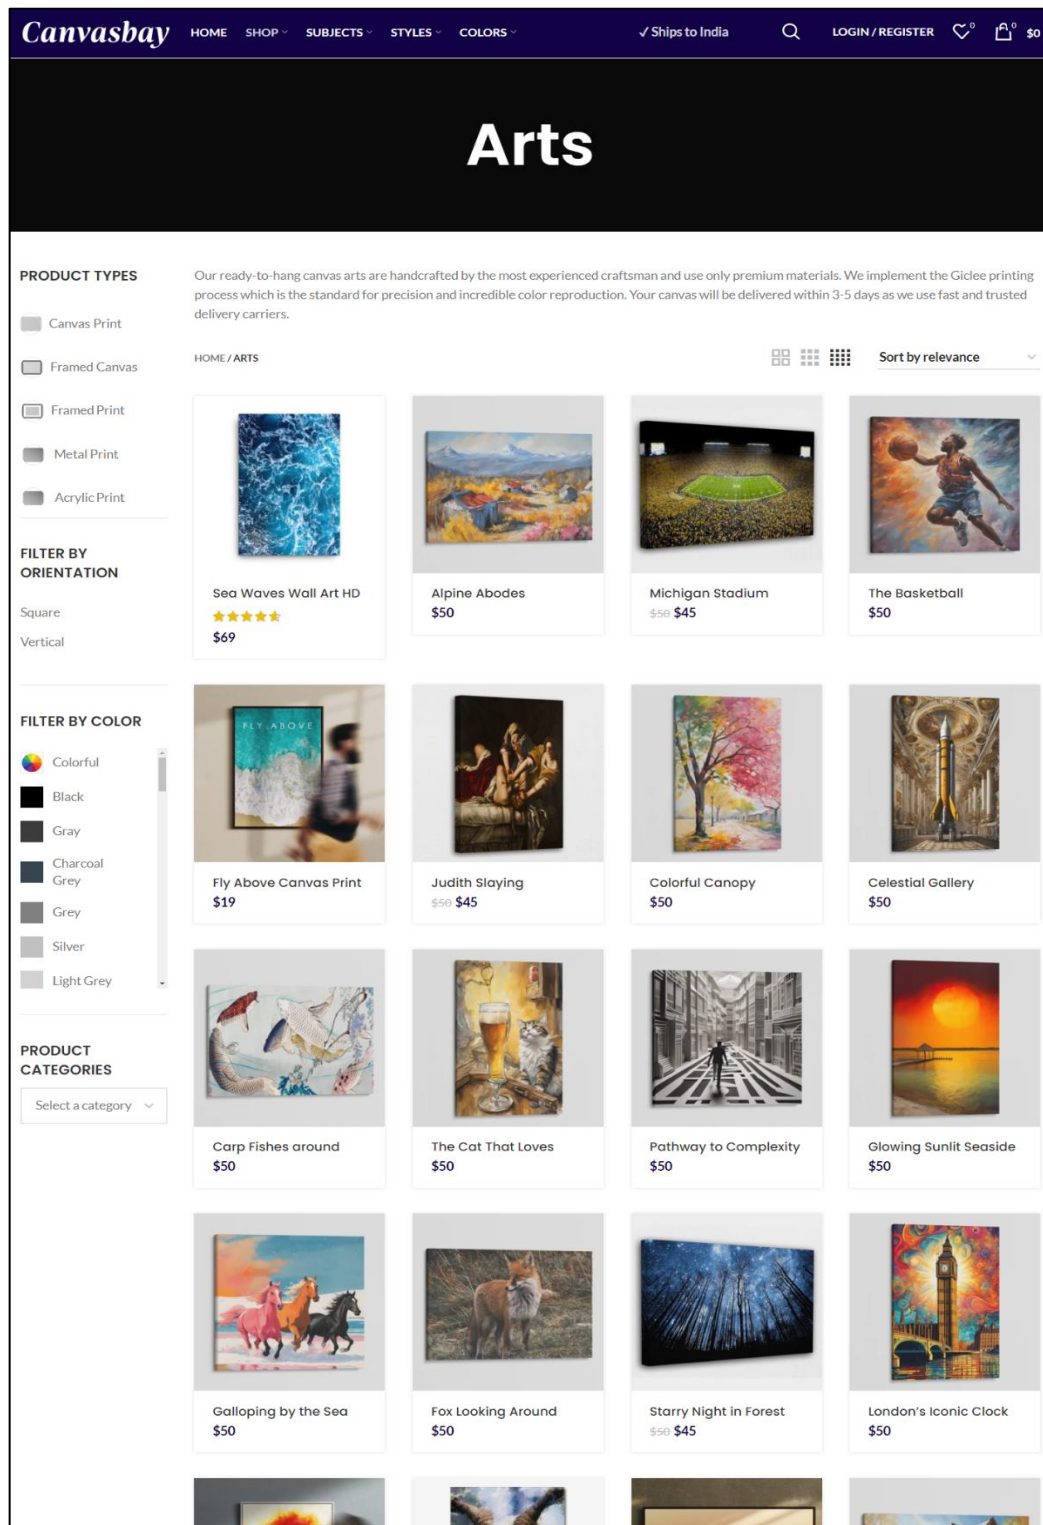 Canvasbay
HOME
SHOP
SUBJECTS
STYLES
COLORS
✓ Ships to India
LOGIN / REGISTER
0
0
$0
Arts
PRODUCT TYPES
Canvas Print
Framed Canvas
Framed Print
Metal Print
Acrylic Print
FILTER BY
ORIENTATION
Square
Vertical
FILTER BY COLOR
Colorful
Black
Gray
Charcoal
Grey
Grey
Silver
Light Grey
PRODUCT
CATEGORIES
Select a category
Our ready-to-hang canvas arts are handcrafted by the most experienced craftsman and use only premium materials. We implement the Giclee printing
process which is the standard for precision and incredible color reproduction. Your canvas will be delivered within 3-5 days as we use fast and trusted
delivery carriers.
HOME / ARTS
Sort by relevance
Sea Waves Wall Art HD
$69
Alpine Abodes
$50
Michigan Stadium
$50 $45
The Basketball
$50
FLY ABOVE
Fly Above Canvas Print
$19
Judith Slaying
$50 $45
Colorful Canopy
$50
Celestial Gallery
$50
Carp Fishes around
$50
The Cat That Loves
$50
Pathway to Complexity
$50
Glowing Sunlit Seaside
$50
Galloping by the Sea
$50
Fox Looking Around
$50
Starry Night in Forest
$50 $45
London's Iconic Clock
$50